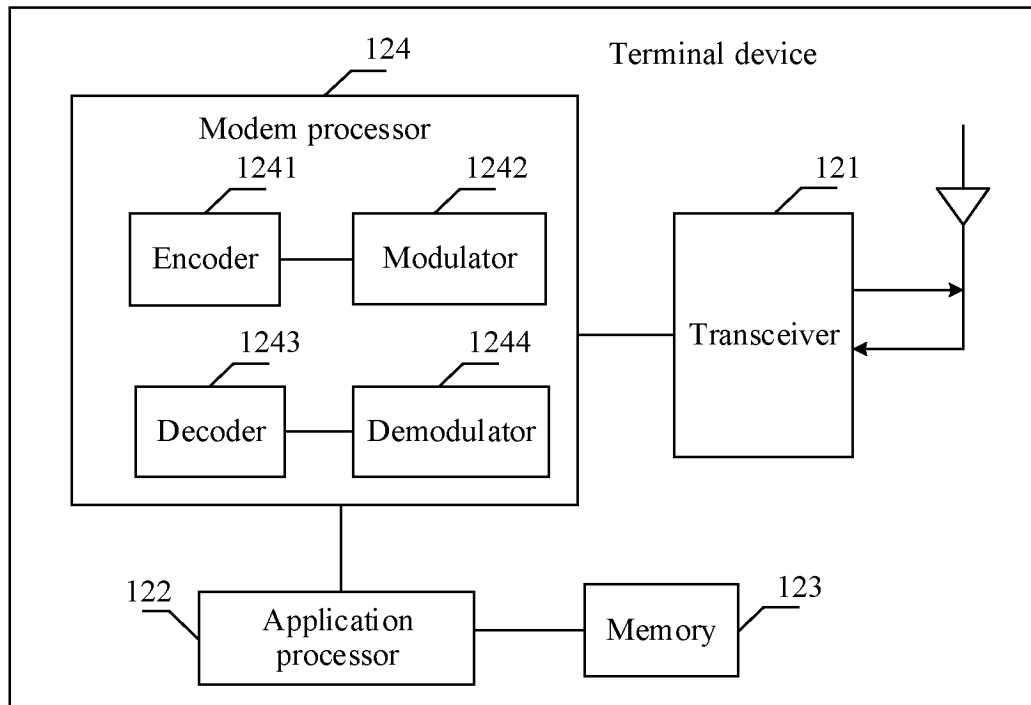 Terminal device
124
Modem processor
1241
1242
121
Encoder
Modulator
Transceiver
1243
1244
Decoder
Demodulator
122
Application
processor
123
Memory